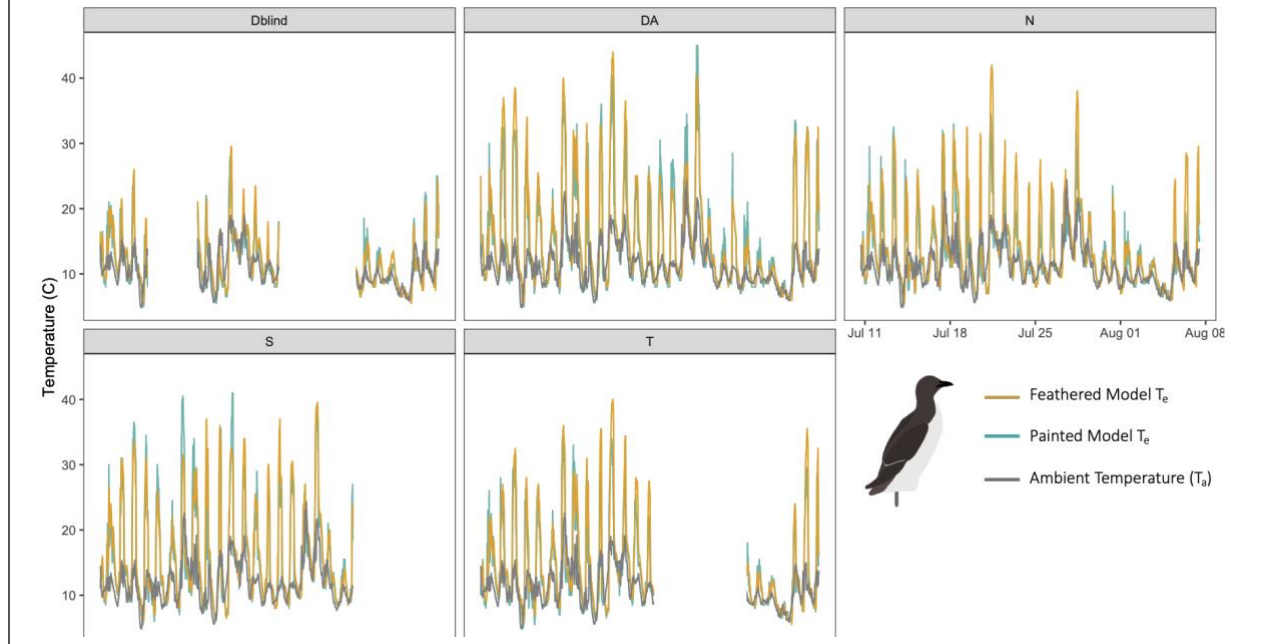 Dblind
DA
N
Temperature (C)
40
30
20
10
Jul 11
Jul 18
Jul 25
Aug 01
Aug 08
S
T
40
30
20
10
Feathered Model Te
Painted Model Te
Ambient Temperature (Ta)